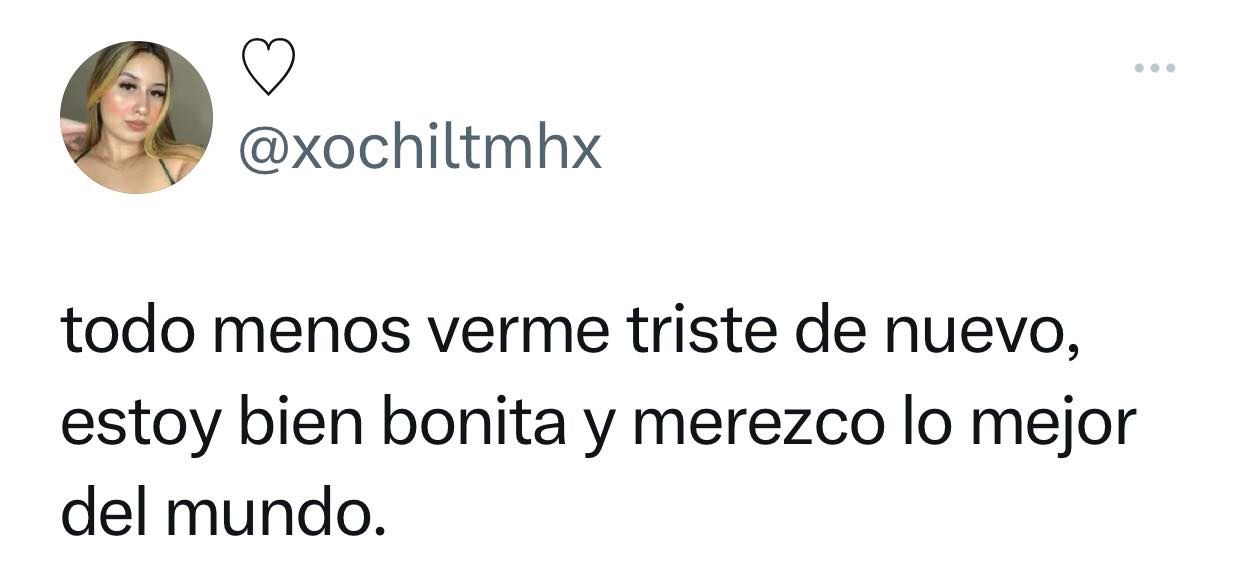 ♡
@xochiltmhx
todo menos verme triste de nuevo,
estoy bien bonita y merezco lo mejor
del mundo.